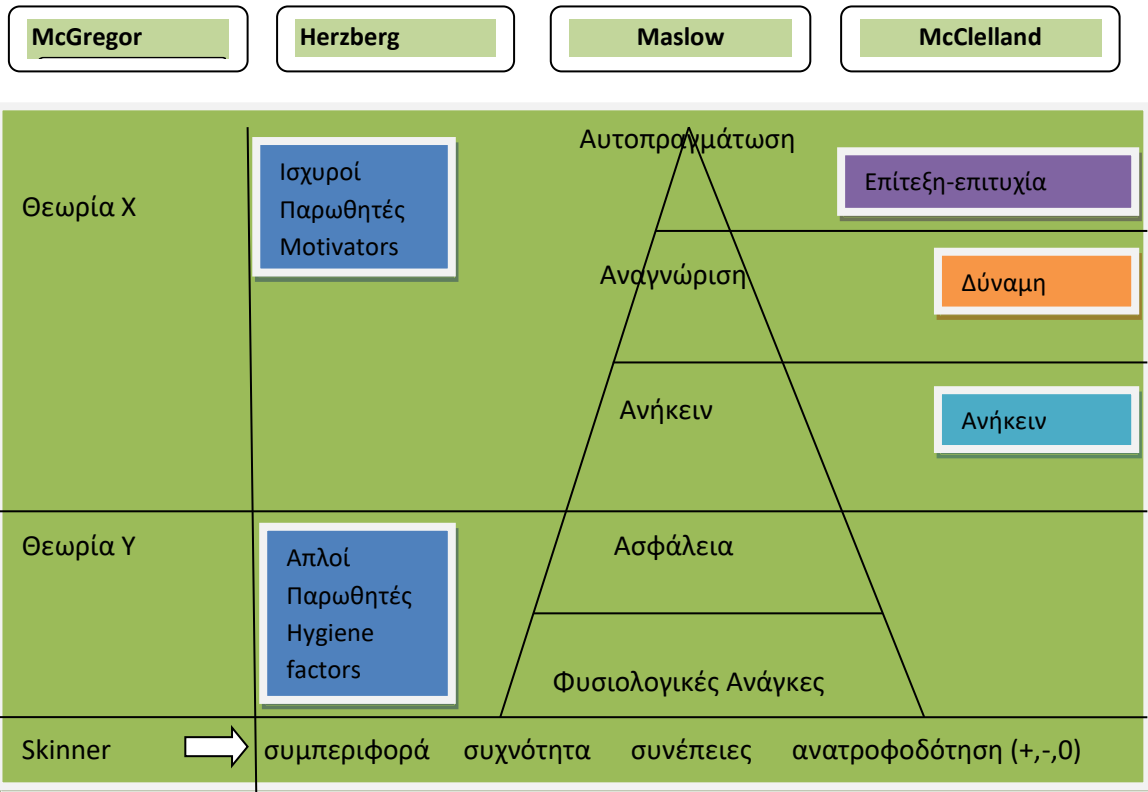 McGregor
Herzberg
Maslow
McClelland
Αυτοπραγμάτωση
Ισχυροί
Παρωθητές
Motivators
Επίτεξη-επιτυχία
Θεωρία Χ
Αναγνώριση
Δύναμη
Ανήκειν
Ανήκειν
Θεωρία Υ
Ασφάλεια
Απλοί
Παρωθητές
Hygiene
factors
Φυσιολογικές Ανάγκες
Skinner
συμπεριφορά συχνότητα συνέπειες ανατροφοδότηση (+,-,0)